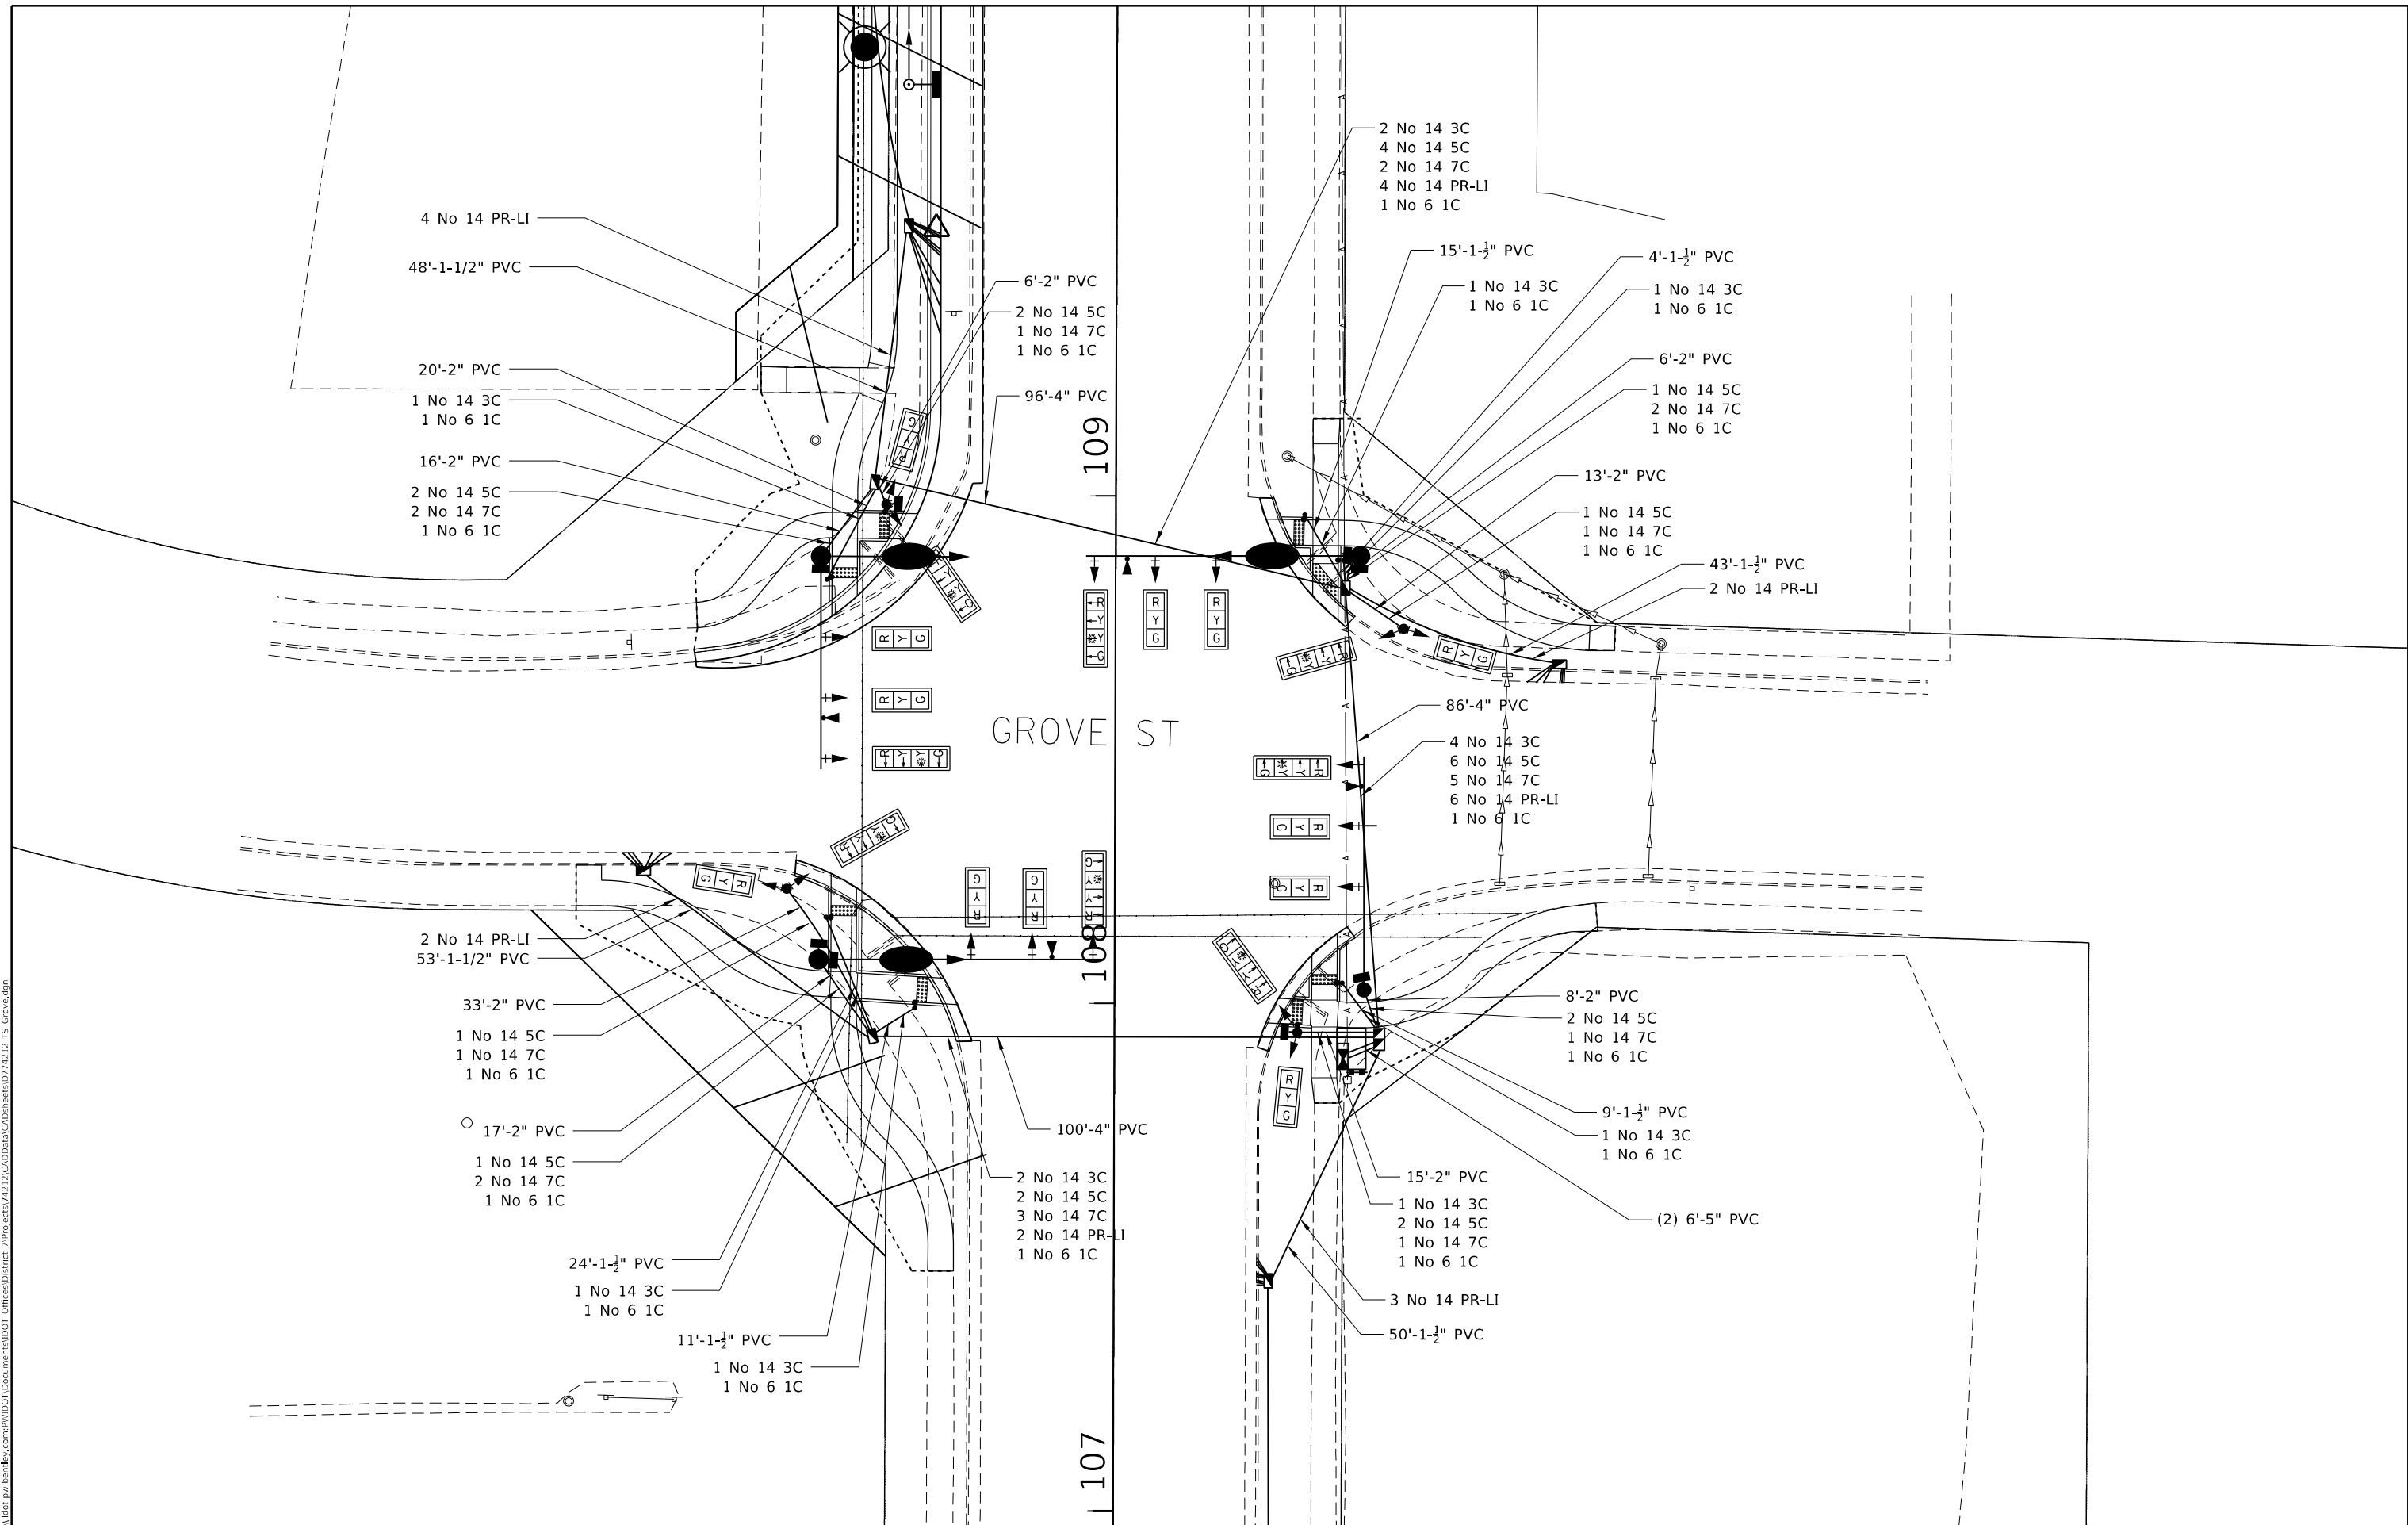 4 No 14 PR-LI
48'-1-1/2" PVC
20'-2" PVC
1 No 14 3C
1 No 6 1C
16'-2" PVC
2 No 14 5C
2 No 14 7C
1 No 6 1C
6'-2" PVC
2 No 14 5C
1 No 14 7C
1 No 6 1C
96'-4" PVC
109
2 No 14 3C
4 No 14 5C
2 No 14 7C
4 No 14 PR-LI
1 No 6 1C
15'-1-½" PVC
1 No 14 3C
1 No 6 1C
4'-1-½" PVC
1 No 14 3C
1 No 6 1C
6'-2" PVC
1 No 14 5C
2 No 14 7C
1 No 6 1C
13'-2" PVC
1 No 14 5C
1 No 14 7C
1 No 6 1C
43'-1-½" PVC
2 No 14 PR-LI
R Y G
R Y Y G
R Y Y G
R Y G
R Y G
R Y Y G
R Y G
R Y G
R Y G
R Y Y G
GROVE ST
86'-4" PVC
4 No 14 3C
6 No 14 5C
5 No 14 7C
6 No 14 PR-LI
1 No 6 1C
R Y Y G
R Y G
R Y G
R Y Y G
R Y G
R Y G
R Y G
R Y Y G
R Y Y G
R Y G
108
2 No 14 PR-LI
53'-1-1/2" PVC
33'-2" PVC
1 No 14 5C
1 No 14 7C
1 No 6 1C
17'-2" PVC
1 No 14 5C
2 No 14 7C
1 No 6 1C
24'-1-½" PVC
1 No 14 3C
1 No 6 1C
11'-1-½" PVC
1 No 14 3C
1 No 6 1C
100'-4" PVC
2 No 14 3C
2 No 14 5C
3 No 14 7C
2 No 14 PR-LI
1 No 6 1C
8'-2" PVC
2 No 14 5C
1 No 14 7C
1 No 6 1C
9'-1-½" PVC
1 No 14 3C
1 No 6 1C
15'-2" PVC
1 No 14 3C
2 No 14 5C
1 No 14 7C
1 No 6 1C
(2) 6'-5" PVC
3 No 14 PR-LI
50'-1-½" PVC
107